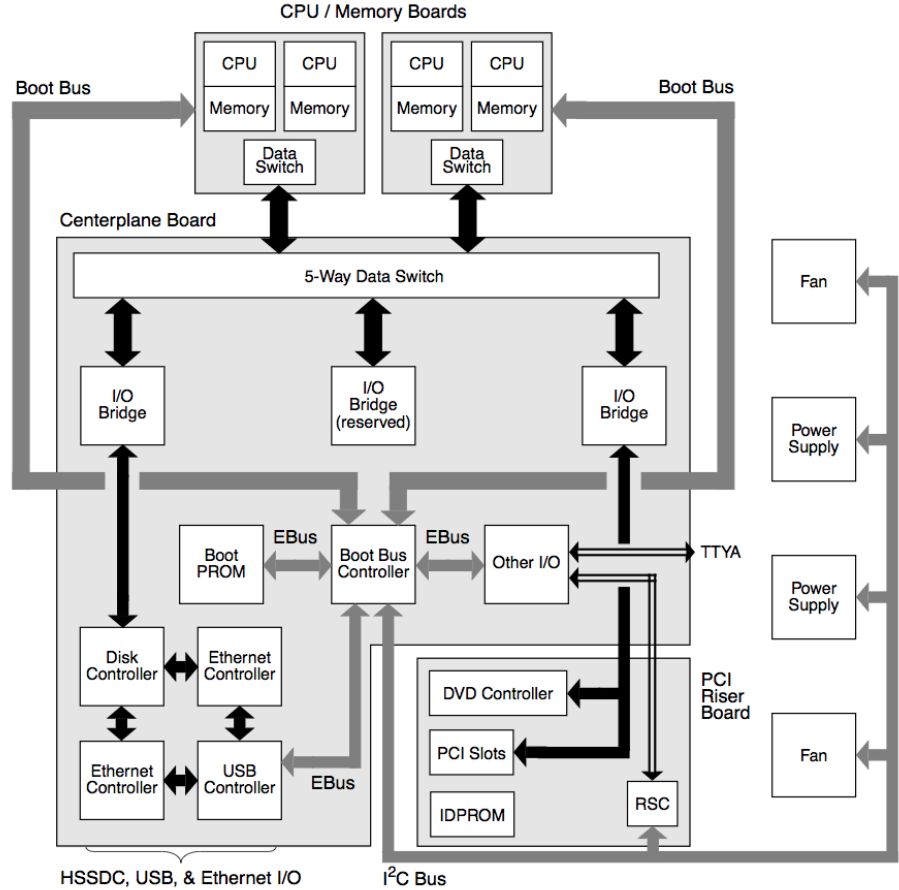 CPU / Memory Boards
Boot Bus
CPU
CPU
Memory
Memory
Data
Switch
CPU
CPU
Memory
Memory
Data
Switch
Boot Bus
Centerplane Board
5-Way Data Switch
I/O
Bridge
I/O
Bridge
(reserved)
I/O
Bridge
Fan
Power
Supply
Boot
PROM
EBus
Boot Bus
Controller
EBus
Other I/O
TTYA
Power
Supply
Disk
Controller
Ethernet
Controller
Ethernet
Controller
USB
Controller
EBus
DVD Controller
PCI Slots
IDPROM
RSC
PCI
Riser
Board
Fan
HSSDC, USB, & Ethernet I/O
I²C Bus